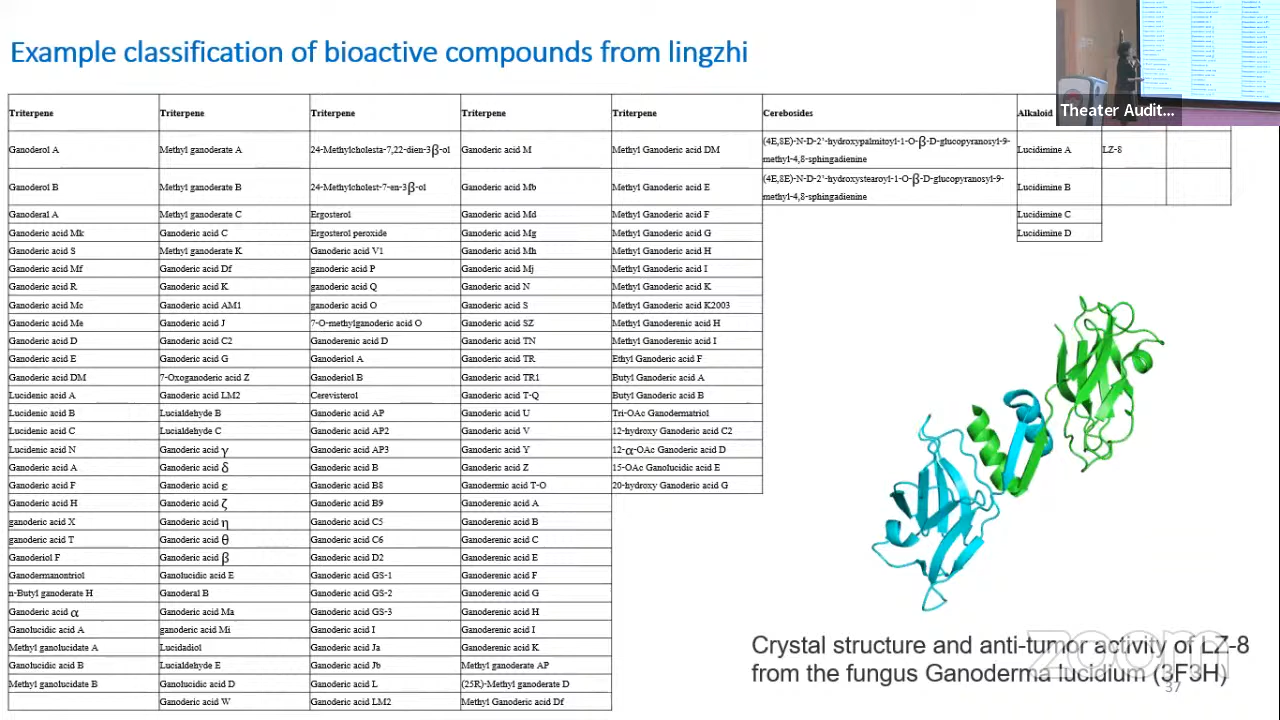 Example classification of bioactive compounds from lingzhi
Theater Audit...
Triterpene Triterpene Triterpene Triterpene Triterpene Cerebosides Alkaloid
Ganoderol A Methyl ganoderate A 24-Methylcholesta-7,22-dien-3β-ol Ganoderic acid M Methyl Ganoderic acid DM (4E,8E)-N-D-2'-hydroxypalmitoyl-1-O-β-D-glucopyranosyl-9-methyl-4,8-sphingadienine Lucidimine A LZ-8
Ganoderol B Methyl ganoderate B 24-Methylcholest-7-en-3β-ol Ganoderic acid Mb Methyl Ganoderic acid E (4E,8E)-N-D-2'-hydroxystearoyl-1-O-β-D-glucopyranosyl-9-methyl-4,8-sphingadienine Lucidimine B
Ganoderal A Methyl ganoderate C Ergosterol Ganoderic acid Md Methyl Ganoderic acid F Lucidimine C
Ganoderic acid Mk Ganoderic acid C Ergosterol peroxide Ganoderic acid Mg Methyl Ganoderic acid G Lucidimine D
Ganoderic acid S Methyl ganoderate K Ganoderic acid V1 Ganoderic acid Mh Methyl Ganoderic acid H
Ganoderic acid Mf Ganoderic acid Df ganoderic acid P Ganoderic acid Mj Methyl Ganoderic acid I
Ganoderic acid R Ganoderic acid K ganoderic acid Q Ganoderic acid N Methyl Ganoderic acid K
Ganoderic acid Mc Ganoderic acid AM1 ganoderic acid O Ganoderic acid S Methyl Ganoderic acid K2003
Ganoderic acid Me Ganoderic acid J 7-O-methylganoderic acid O Ganoderic acid SZ Methyl Ganoderenic acid H
Ganoderic acid D Ganoderic acid C2 Ganoderenic acid D Ganoderic acid TN Methyl Ganoderenic acid I
Ganoderic acid E Ganoderic acid G Ganoderiol A Ganoderic acid TR Ethyl Ganoderic acid F
Ganoderic acid DM 7-Oxoganoderic acid Z Ganoderiol B Ganoderic acid TR1 Butyl Ganoderic acid A
Lucidenic acid A Ganoderic acid LM2 Cerevisterol Ganoderic acid T-Q Butyl Ganoderic acid B
Lucidenic acid B Lucialdehyde B Ganoderic acid AP Ganoderic acid U Tri-OAc Ganodermatriol
Lucidenic acid C Lucialdehyde C Ganoderic acid AP2 Ganoderic acid V 12-hydroxy Ganoderic acid C2
Lucidenic acid N Ganoderic acid γ Ganoderic acid AP3 Ganoderic acid Y 12-α-OAc Ganoderic acid D
Ganoderic acid A Ganoderic acid δ Ganoderic acid B Ganoderic acid Z 15-OAc Ganolucidic acid E
Ganoderic acid F Ganoderic acid ε Ganoderic acid B8 Ganodermic acid T-O 20-hydroxy Ganoderic acid G
Ganoderic acid H Ganoderic acid ζ Ganoderic acid B9 Ganoderenic acid A
ganoderic acid X Ganoderic acid η Ganoderic acid C5 Ganoderenic acid B
ganoderic acid T Ganoderic acid θ Ganoderic acid C6 Ganoderenic acid C
Ganoderiol F Ganoderic acid β Ganoderic acid D2 Ganoderenic acid E
Ganodermanontriol Ganolucidic acid E Ganoderic acid GS-1 Ganoderenic acid F
n-Butyl ganoderate H Ganoderal B Ganoderic acid GS-2 Ganoderenic acid G
Ganoderic acid α Ganoderic acid Ma Ganoderic acid GS-3 Ganoderenic acid H
Ganolucidic acid A ganoderic acid Mi Ganoderic acid I Ganoderenic acid I
Methyl ganolucidate A Lucidadiol Ganoderic acid Ja Ganoderenic acid K
Ganolucidic acid B Lucialdehyde E Ganoderic acid Jb Methyl ganoderate AP
Methyl ganolucidate B Ganolucidic D Ganoderic acid L (25R)-Methyl ganoderate D
Ganoderic acid W Ganoderic acid LM2 Methyl Ganoderic acid Df
Crystal structure and anti-tumor activity of LZ-8
from the fungus Ganoderma lucidium (3F3H)
zoom
37